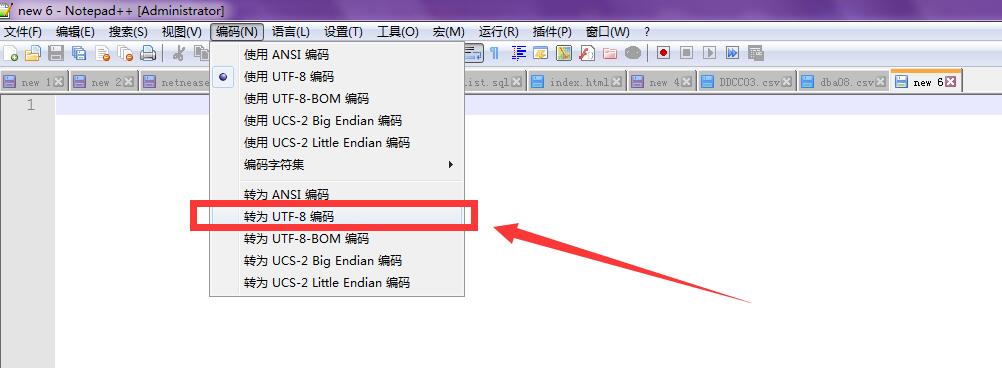 new 6 - Notepad++ [Administrator]
文件(F) 编辑(E) 搜索(S) 视图(V) 编码(N) 语言(L) 设置(T) 工具(O) 宏(M) 运行(R) 插件(P) 窗口(W) ?
new 1 new 2 netnease ist.sql index.html new 4 DDCC03.csv dba08.csv new 6
1
使用 ANSI 编码
使用 UTF-8 编码
使用 UTF-8-BOM 编码
使用 UCS-2 Big Endian 编码
使用 UCS-2 Little Endian 编码
编码字符集
转为 ANSI 编码
转为 UTF-8 编码
转为 UTF-8-BOM 编码
转为 UCS-2 Big Endian 编码
转为 UCS-2 Little Endian 编码